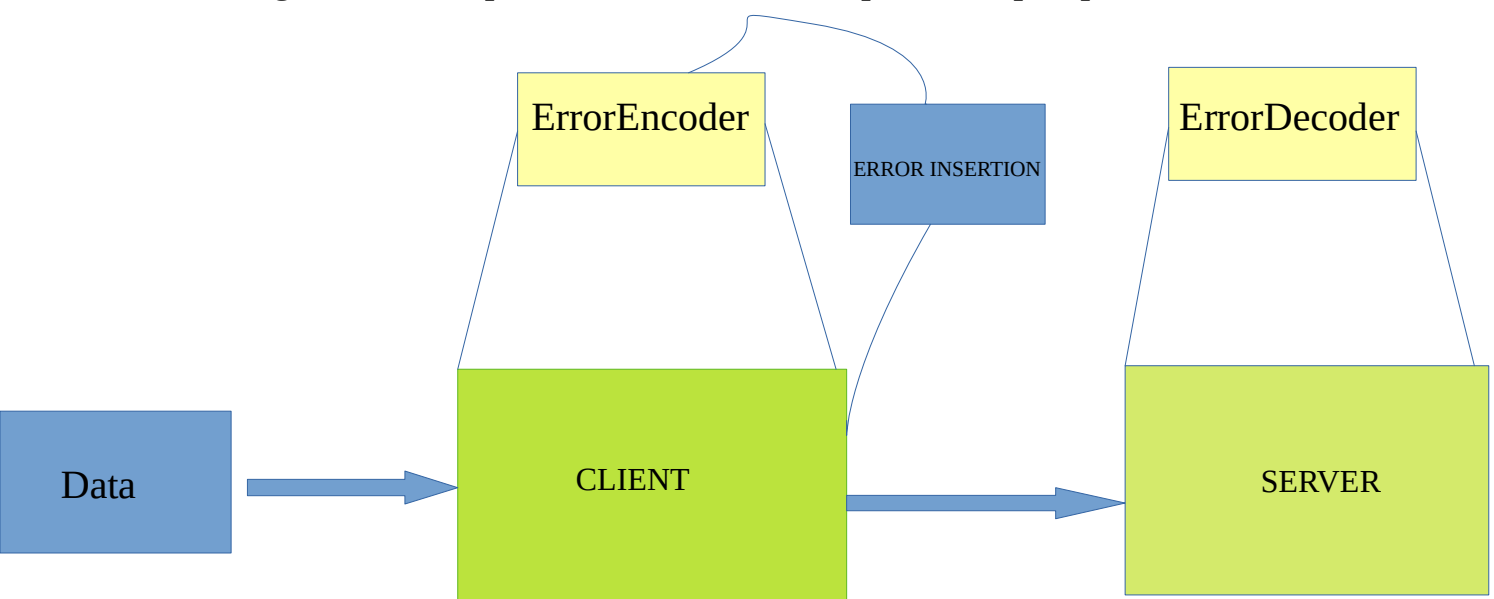 ErrorEncoder
ErrorDecoder
ERROR INSERTION
Data
CLIENT
SERVER